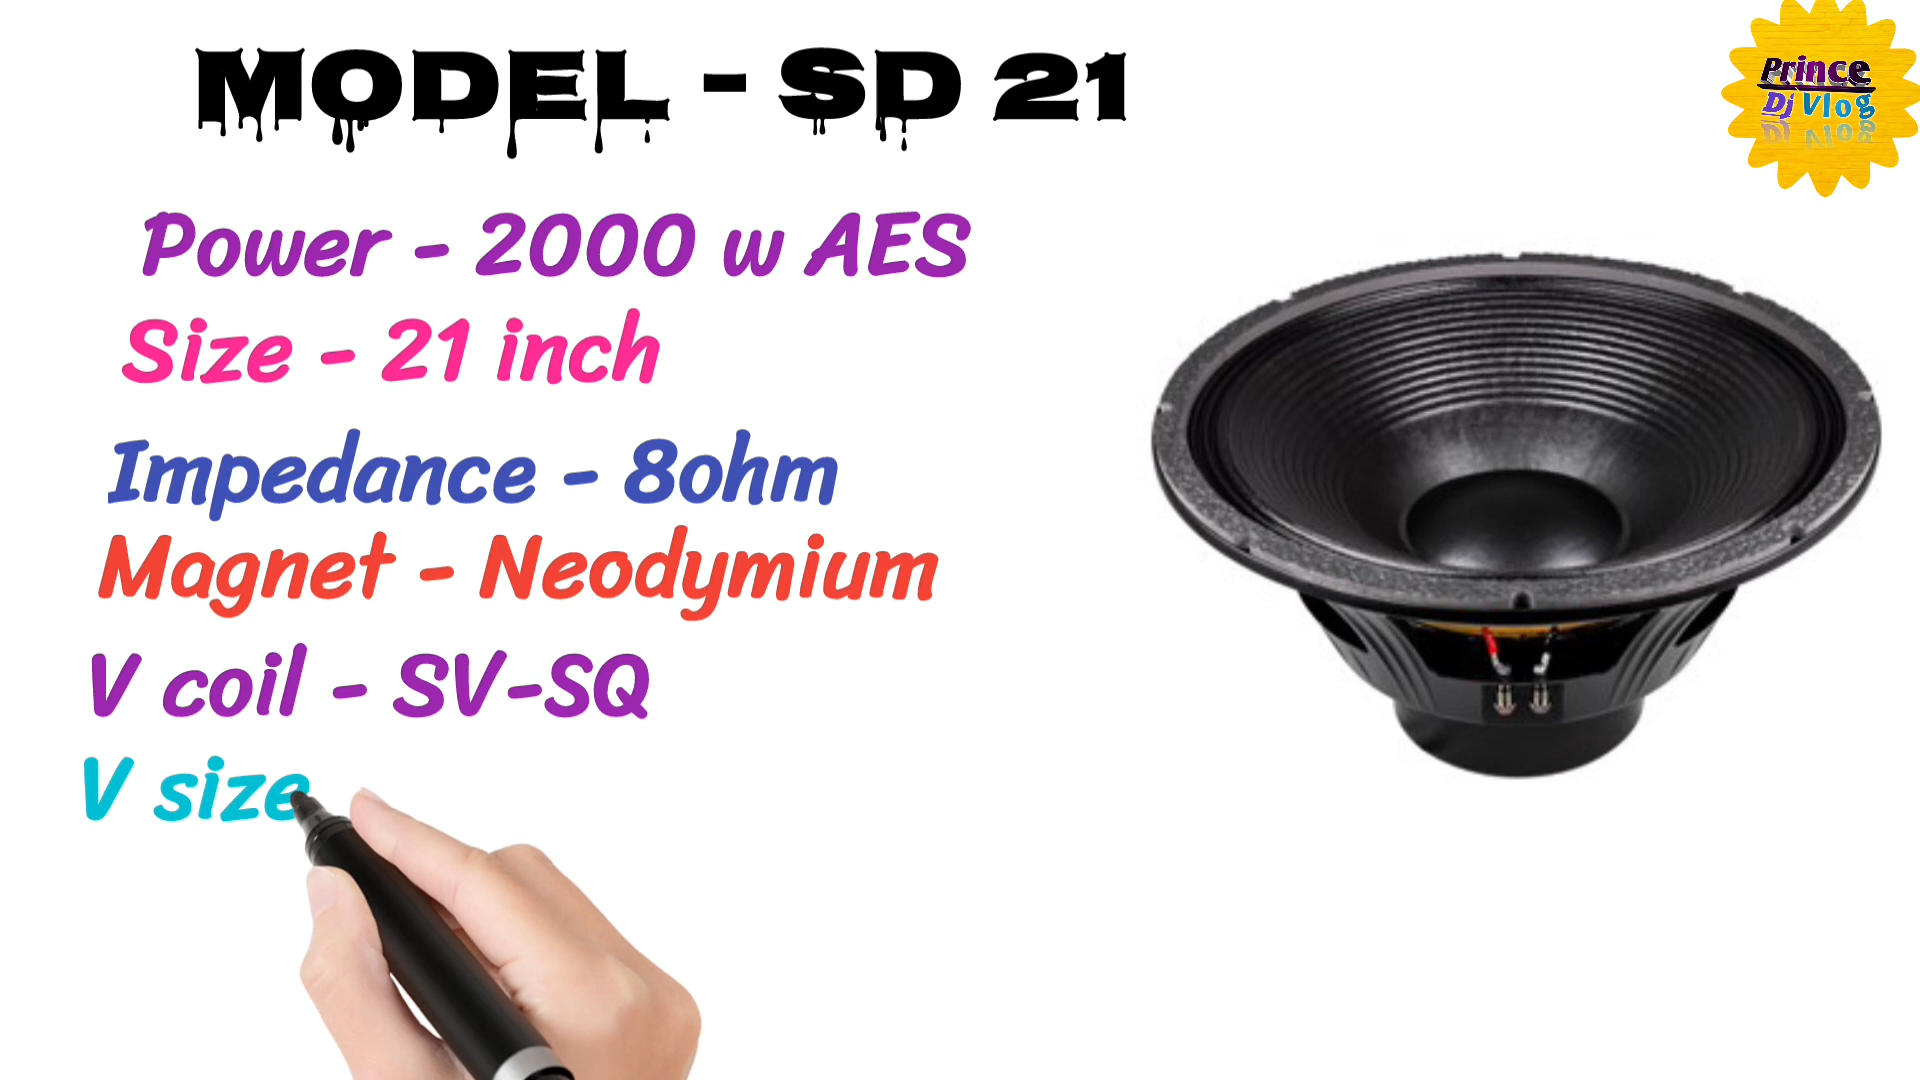 MODEL - SD 21
Prince
Dj Vlog
Power - 2000 w AES
Size - 21 inch
Impedance - 8ohm
Magnet - Neodymium
V coil - SV-SQ
V size